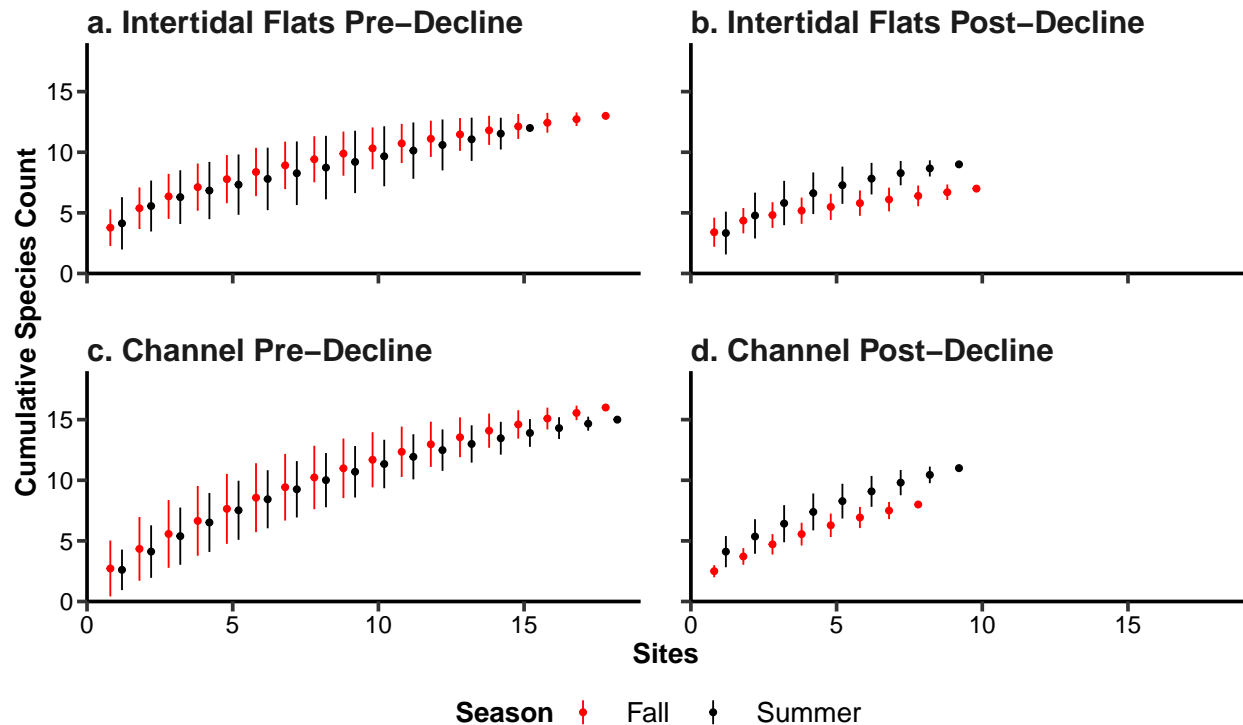 a. Intertidal Flats Pre−Decline
b. Intertidal Flats Post−Decline
15
10
5
0
c. Channel Pre−Decline
d. Channel Post−Decline
15
10
5
0
0 5 10 15
0 5 10 15
Cumulative Species Count
Sites
Season Fall Summer